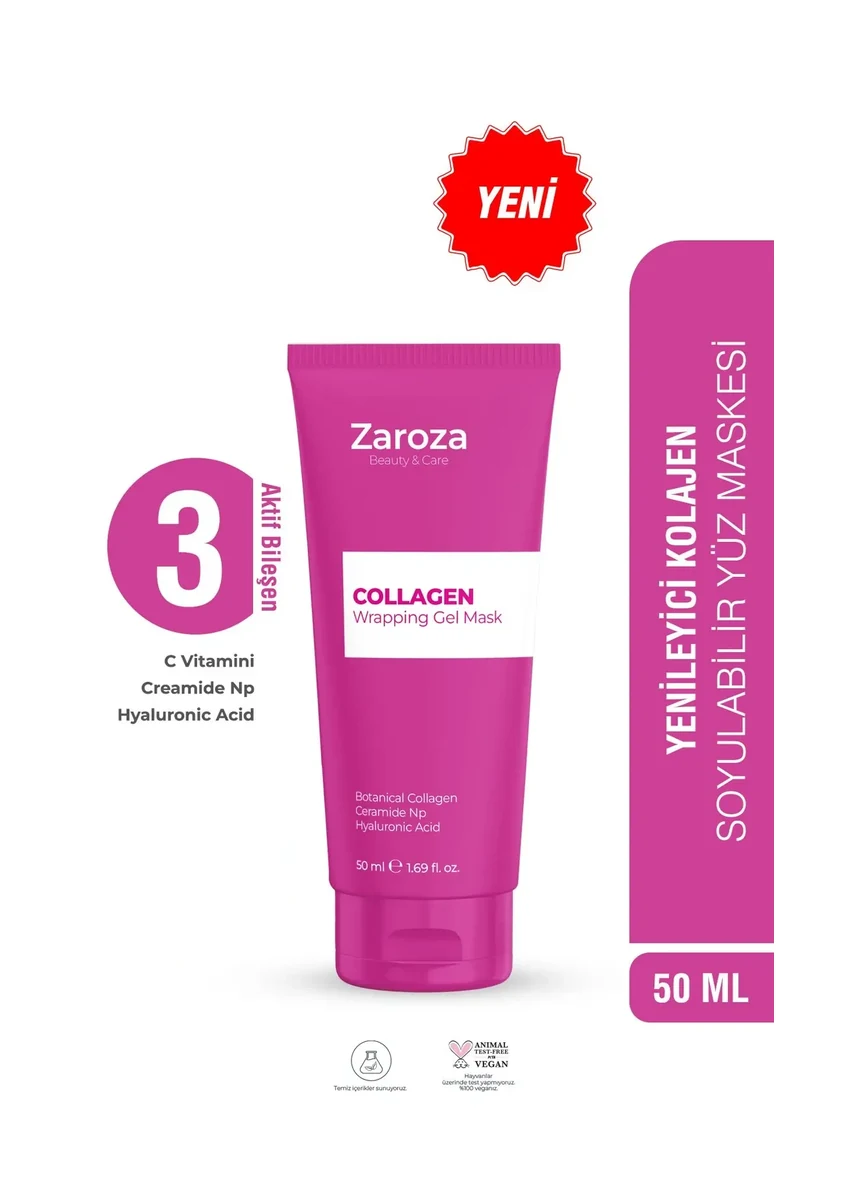 YENİ
YENİLEYİCİ KOLAJEN
SOYULABİLİR YÜZ MASKESİ
Zaroza
Beauty & Care
3
Aktif Bileşen
C Vitamini
Creamide Np
Hyaluronic Acid
COLLAGEN
Wrapping Gel Mask
Botanical Collagen
Ceramide Np
Hyaluronic Acid
50 ml ℮ 1.69 fl. oz.
50 ML
Temiz içerikler sunuyoruz.
ANIMAL
TEST-FREE
VEGAN
Hayvanlar
üzerinde test yapmıyoruz.
%100 veganız.